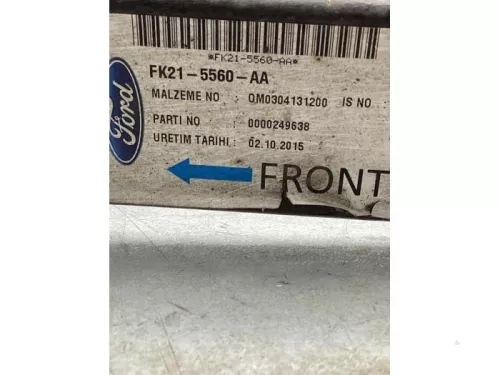 *FK21-5560-AA*
FK21-5560-AA
MALZEME NO : QM0304131200 IS NO
PARTI NO : 0000249638
URETIM TARIHI : 02.10.2015
Ford
FRONT